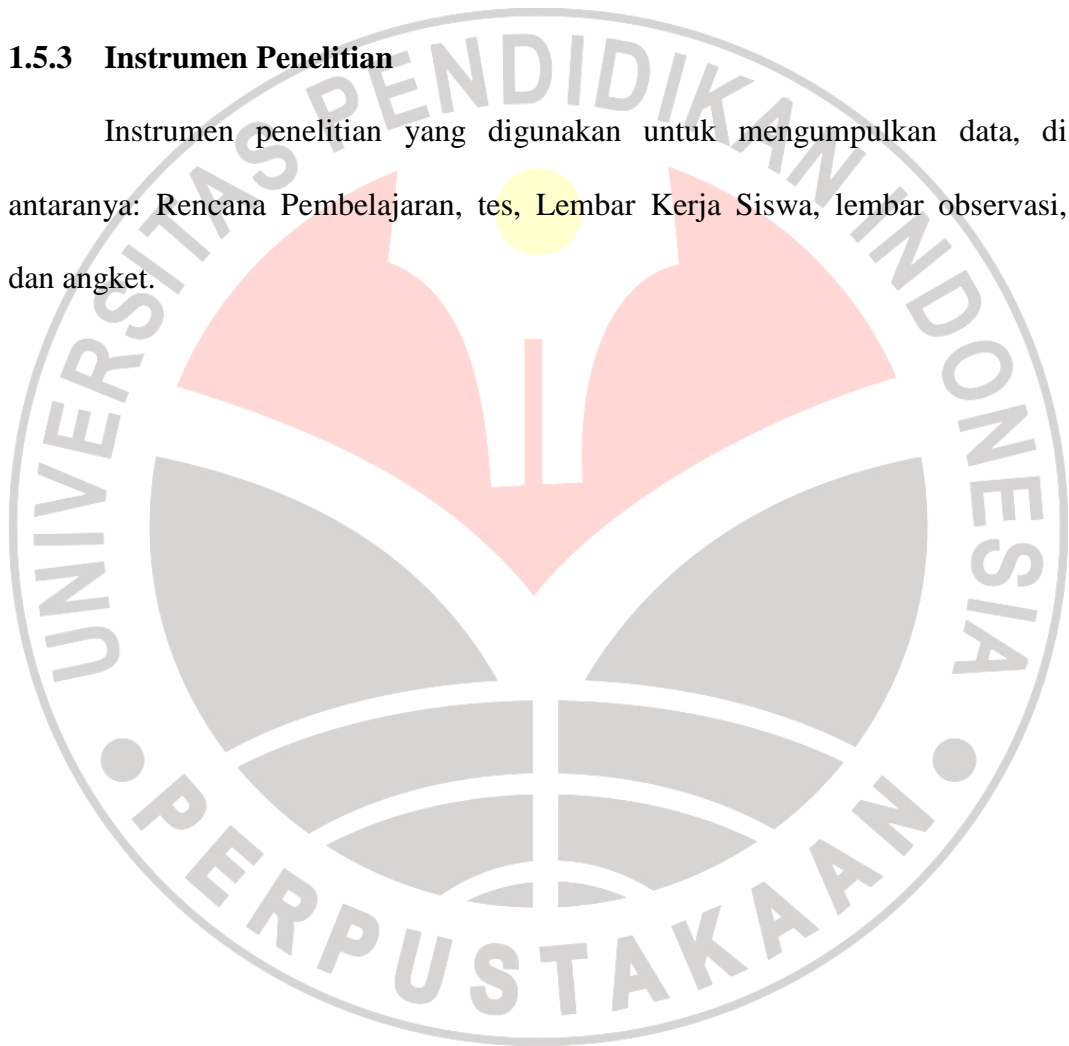 1.5.3 Instrumen Penelitian
Instrumen penelitian yang digunakan untuk mengumpulkan data, di
antaranya: Rencana Pembelajaran, tes, Lembar Kerja Siswa, lembar observasi,
dan angket.
UNIVERSITAS PENDIDIKAN INDONESIA
PERPUSTAKAAN